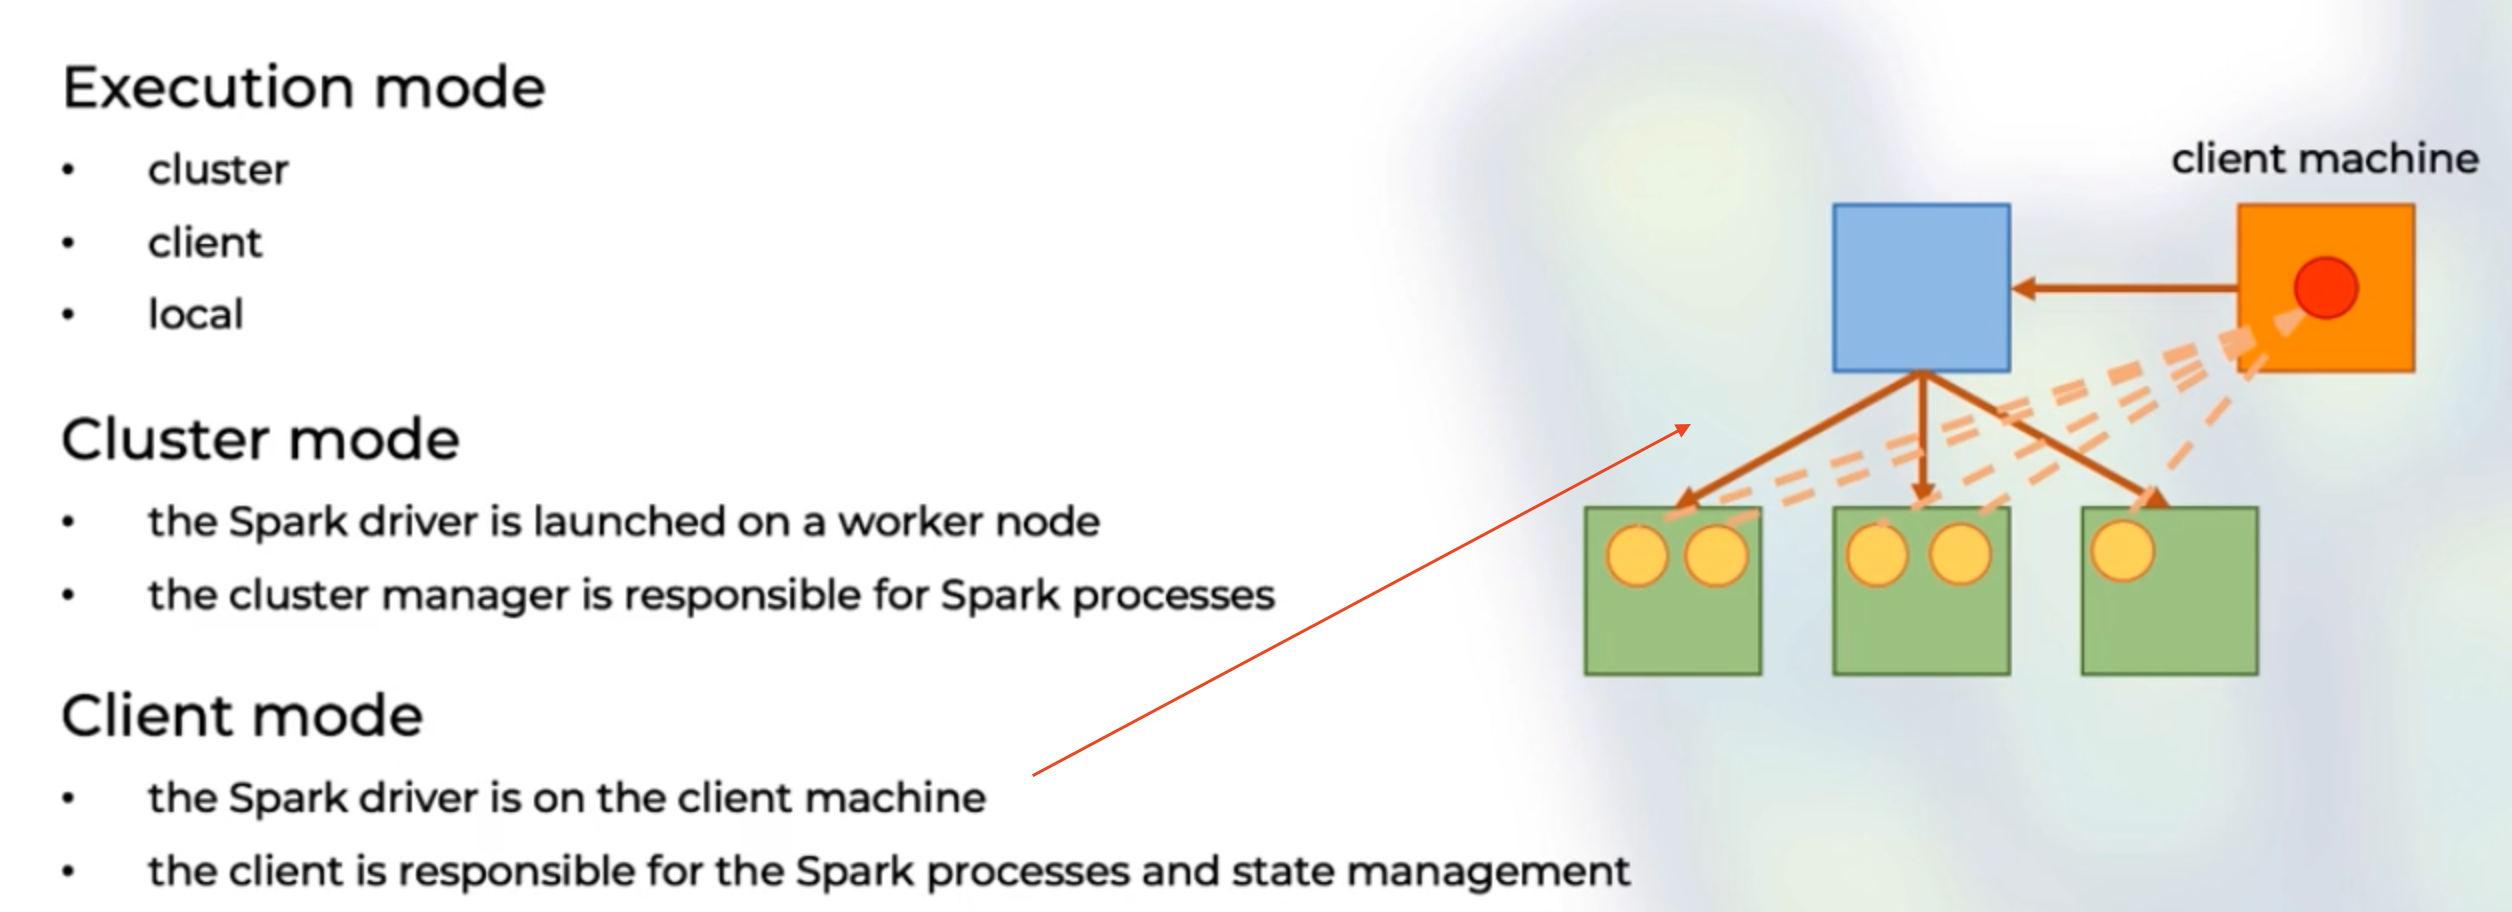 Execution mode
• cluster
• client
• local
Cluster mode
• the Spark driver is launched on a worker node
• the cluster manager is responsible for Spark processes
Client mode
• the Spark driver is on the client machine
• the client is responsible for the Spark processes and state management
client machine